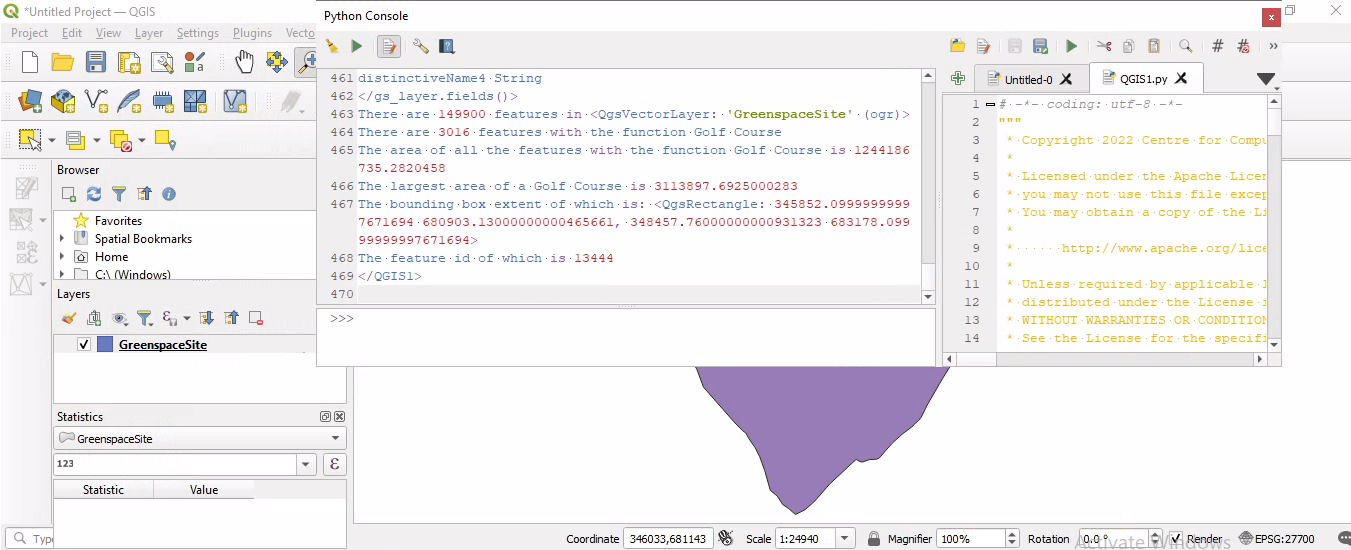 *Untitled Project — QGIS
Project Edit View Layer Settings Plugins Vecto
Python Console
461 distinctiveName4 String
462 </gs_layer.fields()>
463 There are 149900 features in <QgsVectorLayer: 'GreenspaceSite' (ogr)>
464 There are 3016 features with the function Golf Course
465 The area of all the features with the function Golf Course is 1244186
735.2820458
466 The largest area of a Golf Course is 3113897.6925000283
467 The bounding box extent of which is: <QgsRectangle: 345852.0999999999
7671694 680903.13000000000465661, 348457.76000000000931323 683178.099
99999997671694>
468 The feature id of which is 13444
469 </QGIS1>
470
>>>
Untitled-0 QGIS1.py
1 # -*- coding: utf-8 -*-
2 """
3 * Copyright 2022 Centre for Compu
4 *
5 * Licensed under the Apache Licen
6 * you may not use this file excep
7 * You may obtain a copy of the Li
8 *
9 * http://www.apache.org/lice
10 *
11 * Unless required by applicable l
12 * distributed under the License i
13 * WITHOUT WARRANTIES OR CONDITION
14 * See the License for the specifi
Browser
Favorites
Spatial Bookmarks
Home
C:\ (Windows)
Layers
GreenspaceSite
Statistics
GreenspaceSite
123
ε
Statistic Value
Type
Coordinate 346033,681143 Scale 1:24940 Magnifier 100% Rotation 0.0 ° Render EPSG:27700
Activate Windows